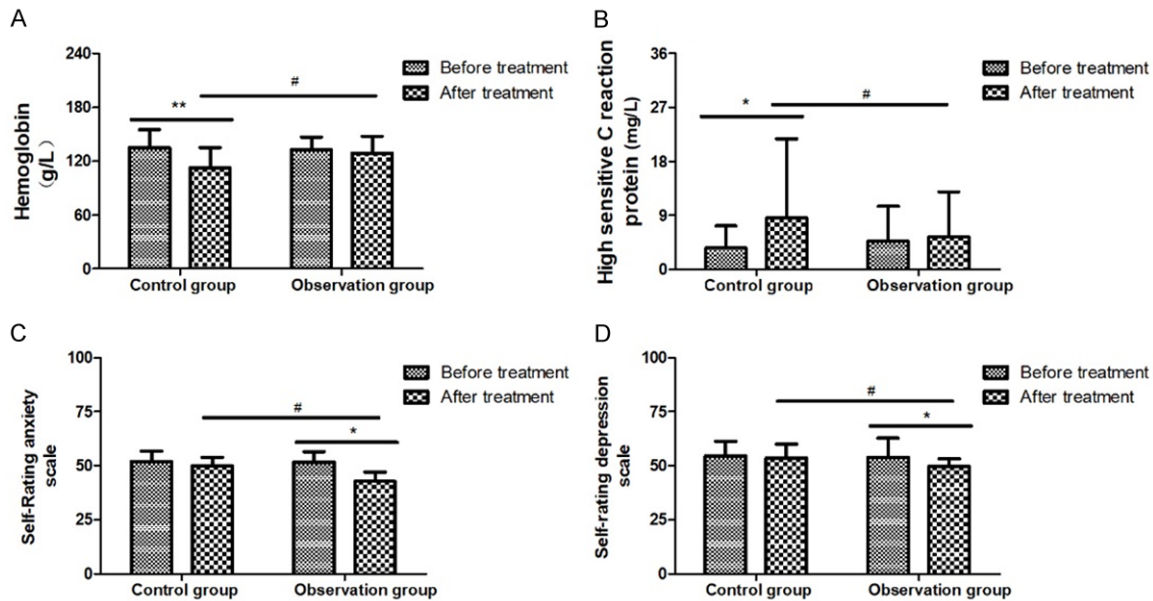 A
Hemoglobin
(g/L)
240
180
120
60
0
**
#
Before treatment
After treatment
Control group
Observation group
B
High sensitive C reaction
protein (mg/L)
36
27
18
9
0
*
#
Before treatment
After treatment
Control group
Observation group
C
Self-Rating anxiety
scale
100
75
50
25
0
#
*
Before treatment
After treatment
Control group
Observation group
D
Self-rating depression
scale
100
75
50
25
0
#
*
Before treatment
After treatment
Control group
Observation group